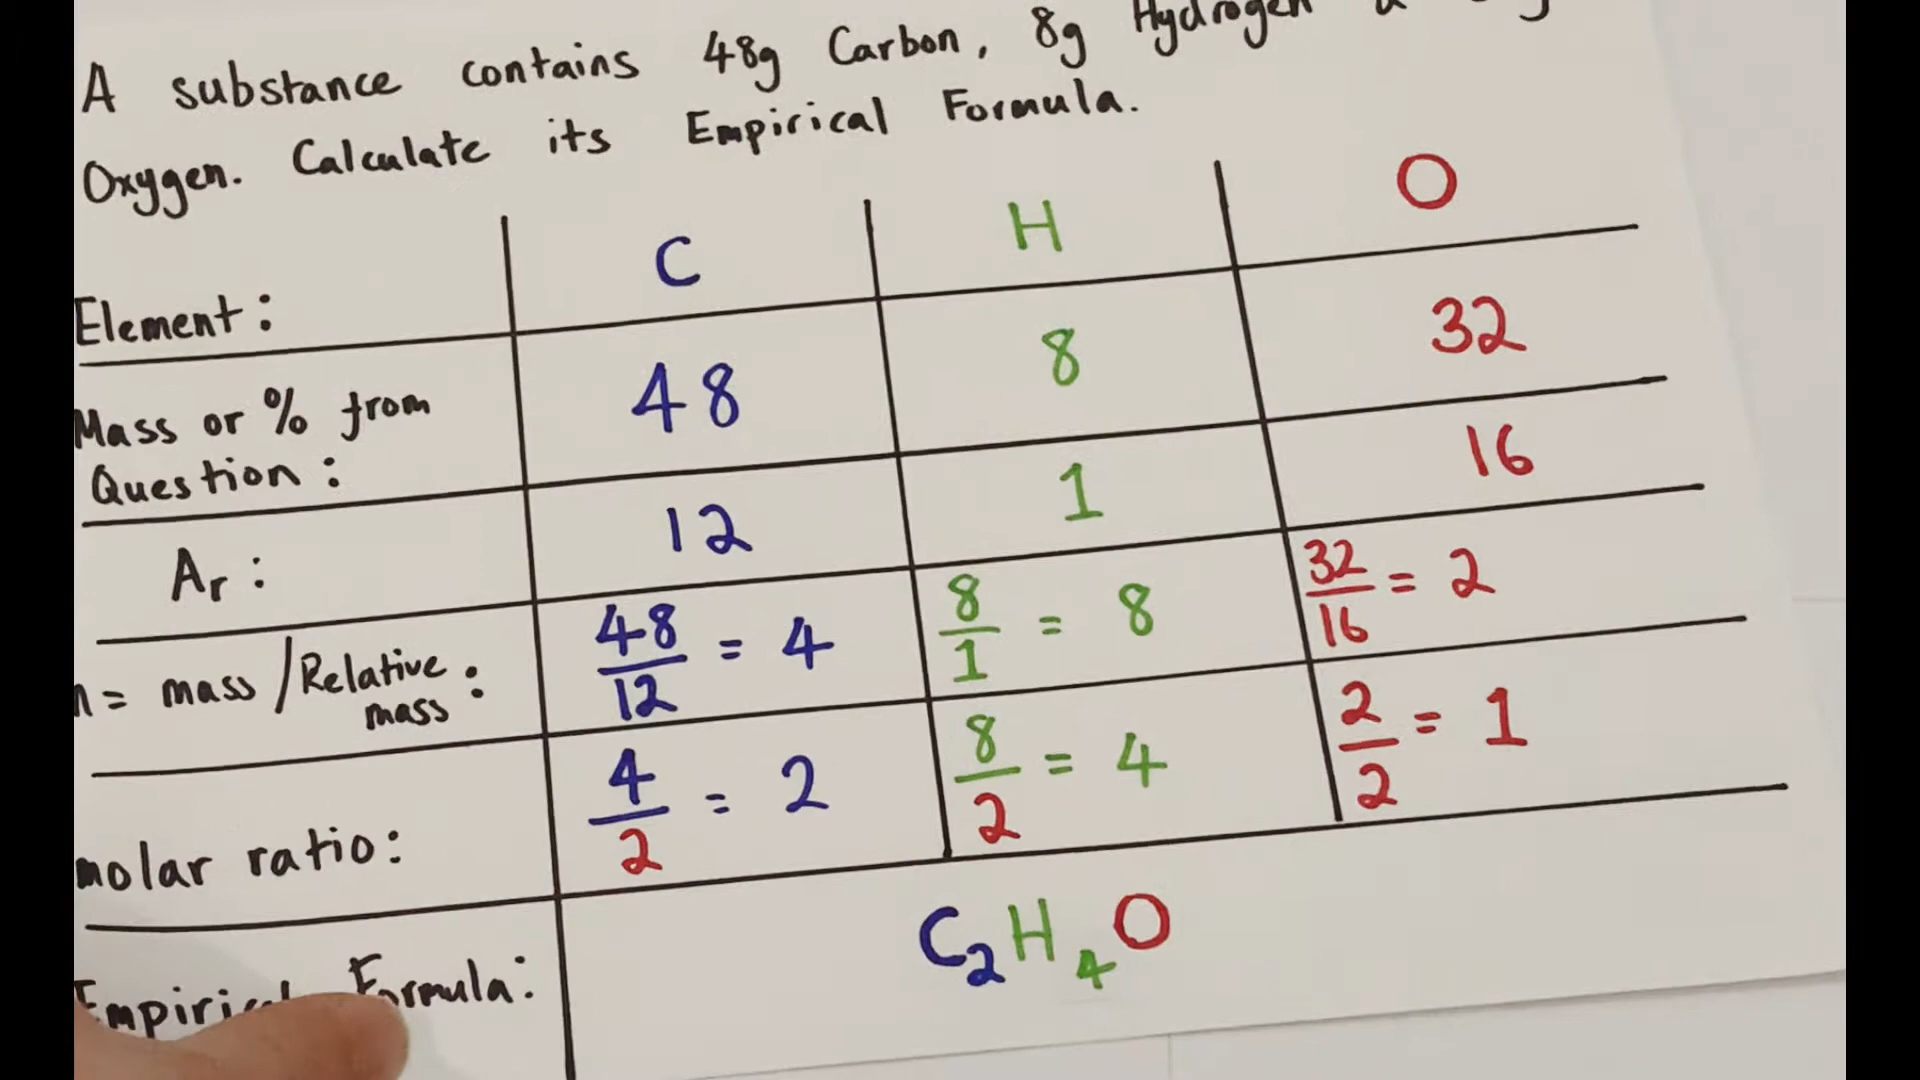 A substance contains 48g Carbon, 8g Hydrogen
Oxygen. Calculate its Empirical Formula.
Element: C H O
Mass or % from
Question: 48 8 32
Ar: 12 1 16
n= mass/Relative mass: 48/12 = 4 8/1 = 8 32/16 = 2
molar ratio: 4/2 = 2 8/2 = 4 2/2 = 1
Formula: C2H4O